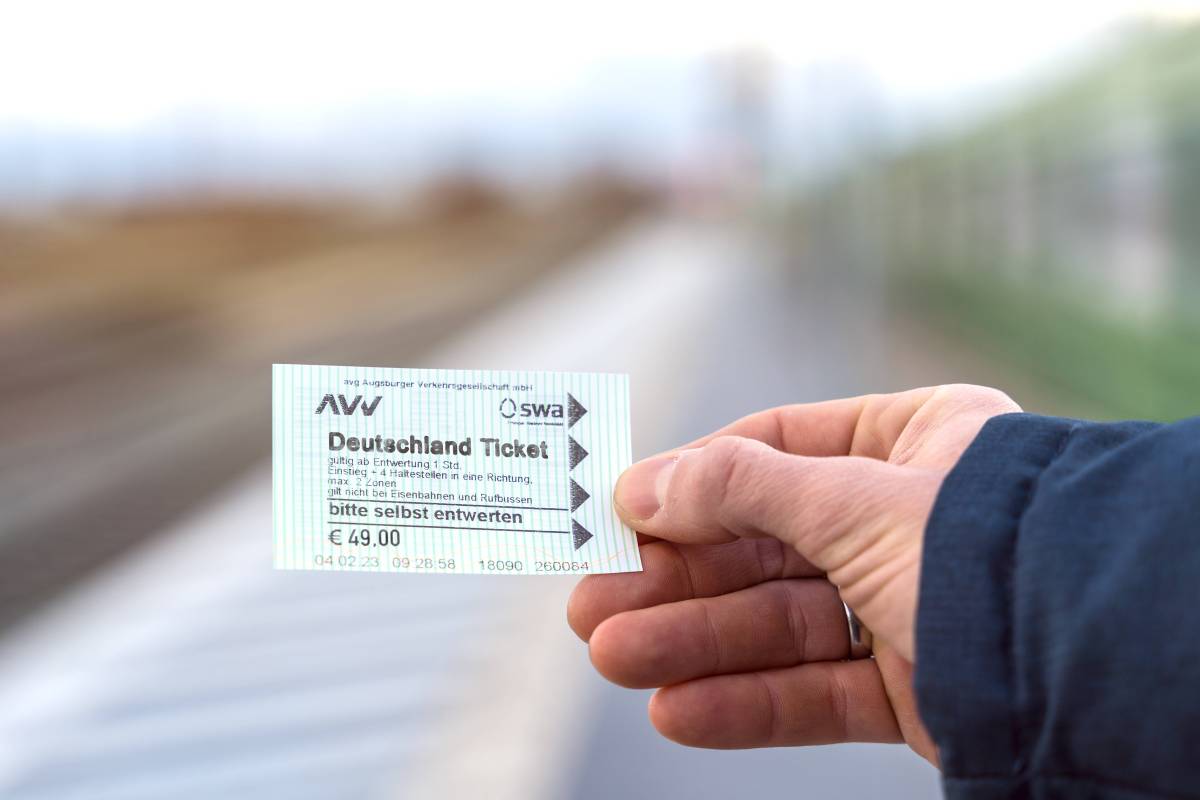 avg Augsburger Verkehrsgesellschaft mbH
AVV swa
Deutschland Ticket
gültig ab Entwertung 1 Std.
Einstieg + 4 Haltestellen in eine Richtung,
max. 2 Zonen
gilt nicht bei Eisenbahnen und Rufbussen
bitte selbst entwerten
€ 49,00
04 02 23 09:28:58 18090 260084